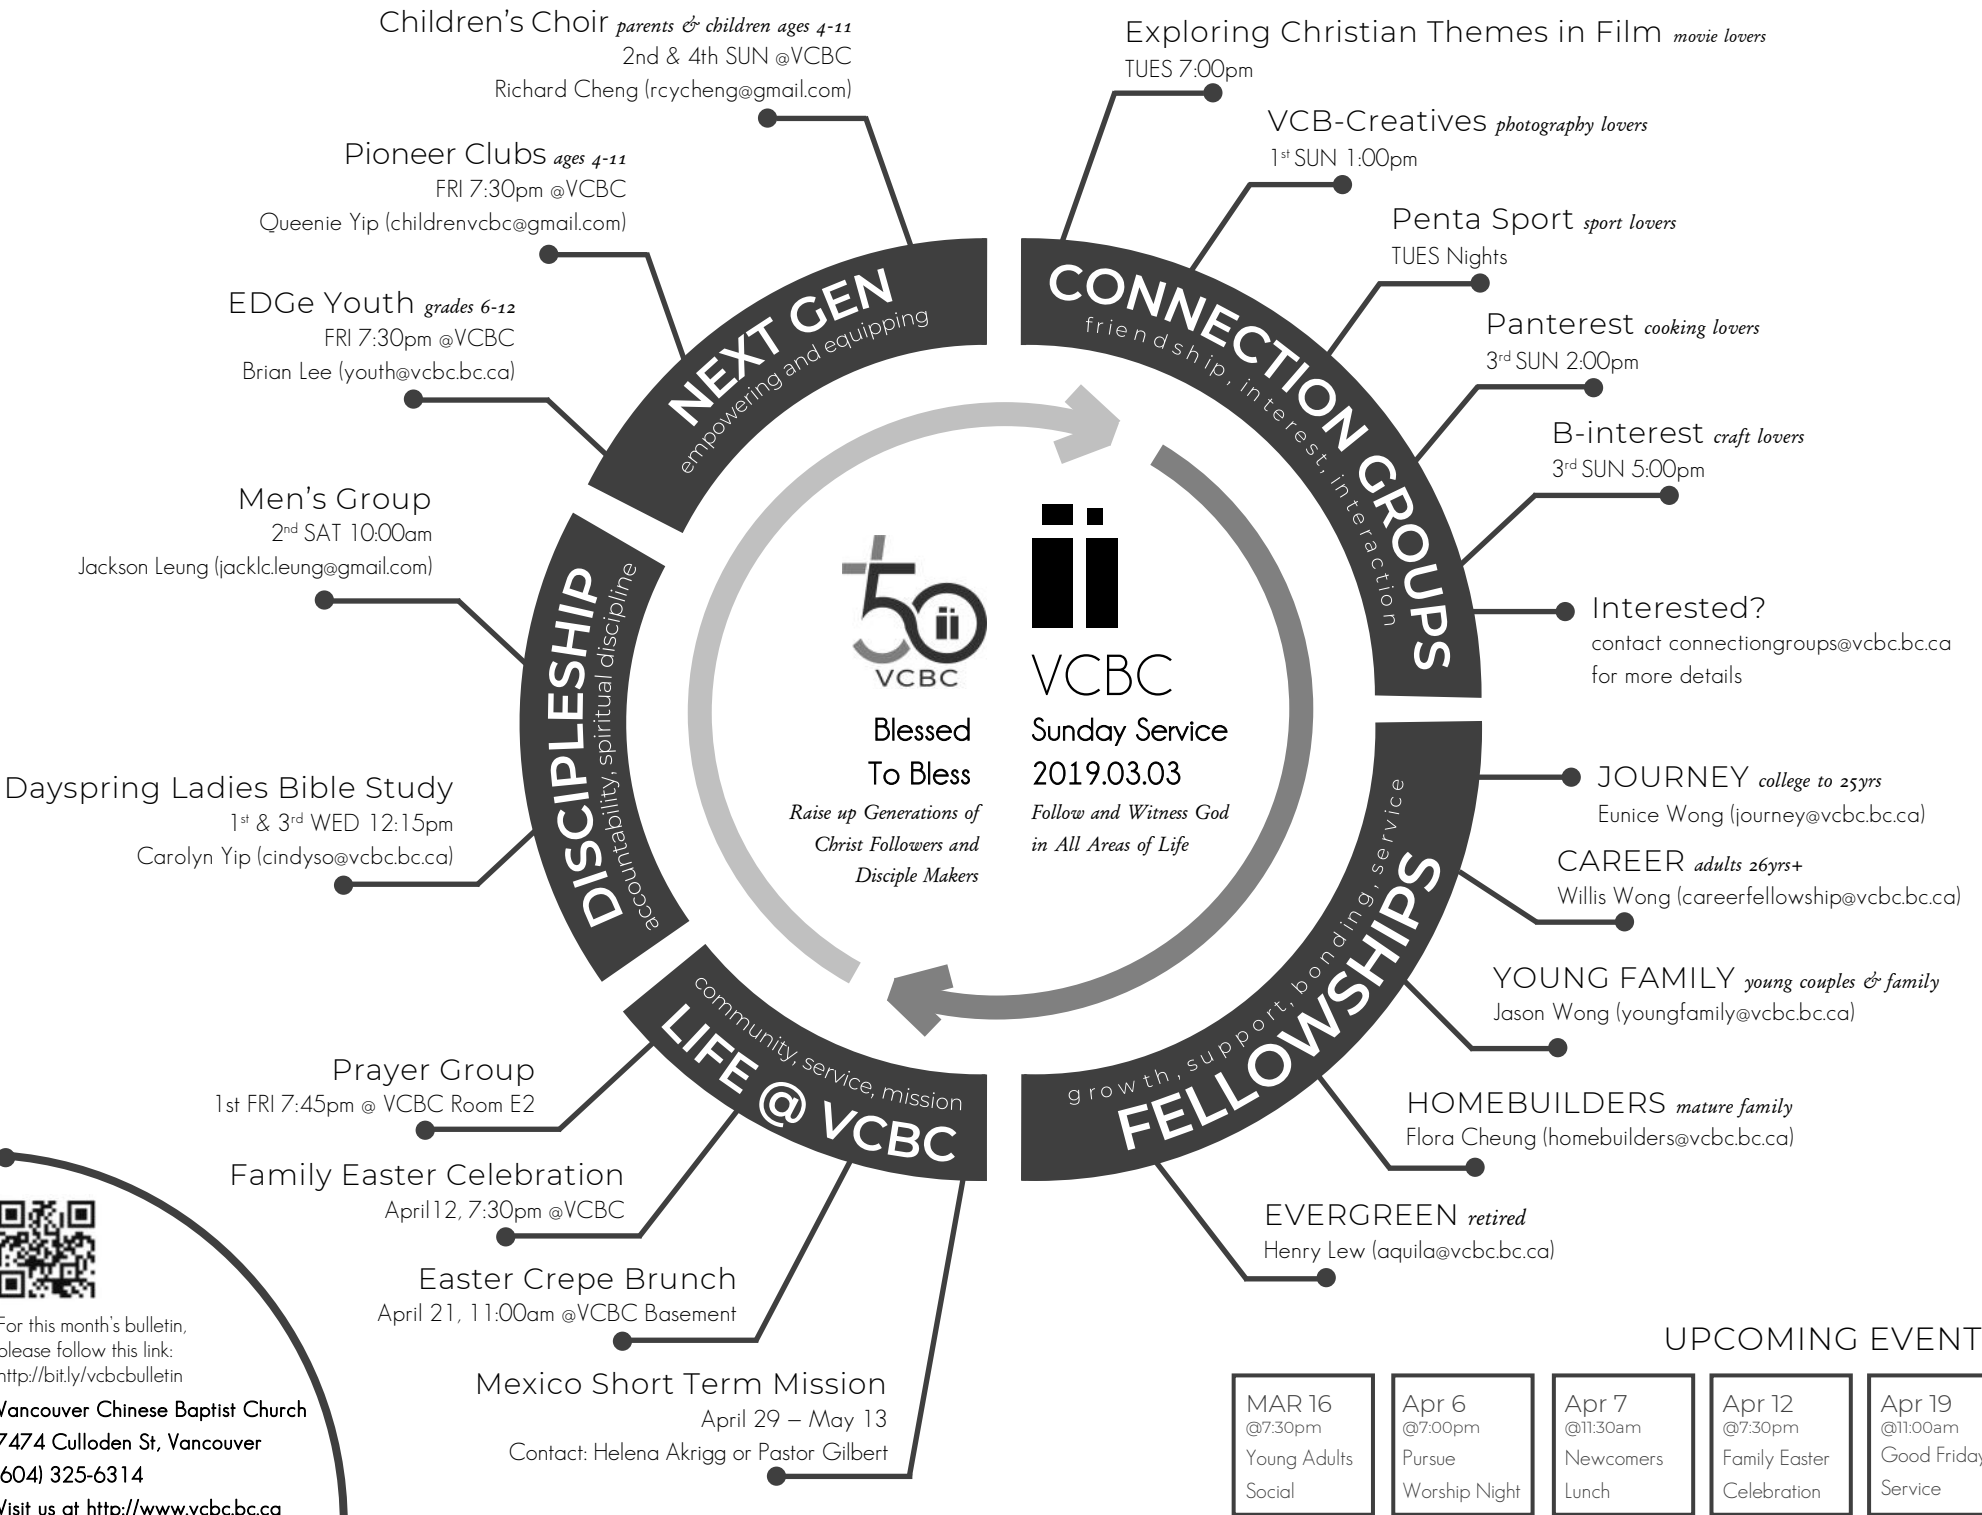 Children's Choir parents & children ages 4-11
2nd & 4th SUN @VCBC
Richard Cheng (rcycheng@gmail.com)
Pioneer Clubs ages 4-11
FRI 7:30pm @VCBC
Queenie Yip (childrenvcbc@gmail.com)
EDGe Youth grades 6-12
FRI 7:30pm @VCBC
Brian Lee (youth@vcbc.bc.ca)
NEXT GEN
empowering and equipping
Men's Group
2nd SAT 10:00am
Jackson Leung (jacklc.leung@gmail.com)
Dayspring Ladies Bible Study
1st & 3rd WED 12:15pm
Carolyn Yip (cindyso@vcbc.bc.ca)
DISCIPLESHIP
accountability, spiritual discipline
Prayer Group
1st FRI 7:45pm @ VCBC Room E2
Family Easter Celebration
April12, 7:30pm @VCBC
Easter Crepe Brunch
April 21, 11:00am @VCBC Basement
Mexico Short Term Mission
April 29 – May 13
Contact: Helena Akrigg or Pastor Gilbert
community, service, mission
LIFE @ VCBC
Exploring Christian Themes in Film movie lovers
TUES 7:00pm
VCB-Creatives photography lovers
1st SUN 1:00pm
Penta Sport sport lovers
TUES Nights
Panterest cooking lovers
3rd SUN 2:00pm
B-interest craft lovers
3rd SUN 5:00pm
Interested?
contact connectiongroups@vcbc.bc.ca
for more details
CONNECTION GROUPS
friendship, interest, interaction
JOURNEY college to 25yrs
Eunice Wong (journey@vcbc.bc.ca)
CAREER adults 26yrs+
Willis Wong (careerfellowship@vcbc.bc.ca)
YOUNG FAMILY young couples & family
Jason Wong (youngfamily@vcbc.bc.ca)
HOMEBUILDERS mature family
Flora Cheung (homebuilders@vcbc.bc.ca)
EVERGREEN retired
Henry Lew (aquila@vcbc.bc.ca)
growth, support, bonding, service
FELLOWSHIPS
50
VCBC
Blessed
To Bless
Raise up Generations of
Christ Followers and
Disciple Makers
VCBC
Sunday Service
2019.03.03
Follow and Witness God
in All Areas of Life
For this month's bulletin,
please follow this link:
http://bit.ly/vcbcbulletin
Vancouver Chinese Baptist Church
7474 Culloden St, Vancouver
604) 325-6314
Visit us at http://www.vcbc.bc.ca
UPCOMING EVENT
MAR 16
@7:30pm
Young Adults
Social
Apr 6
@7:00pm
Pursue
Worship Night
Apr 7
@11:30am
Newcomers
Lunch
Apr 12
@7:30pm
Family Easter
Celebration
Apr 19
@11:00am
Good Friday
Service